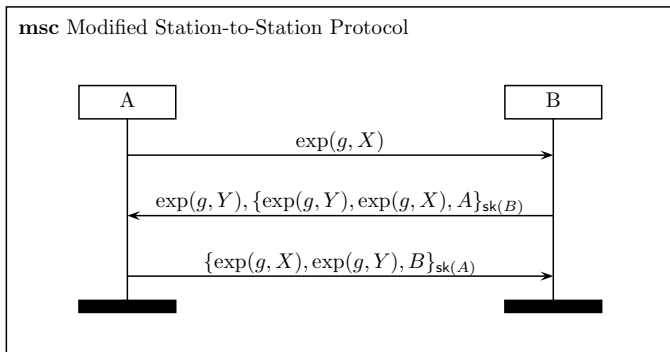 msc Modified Station-to-Station Protocol
A B
exp(g, X)
exp(g, Y), {exp(g, Y), exp(g, X), A}sk(B)
{exp(g, X), exp(g, Y), B}sk(A)